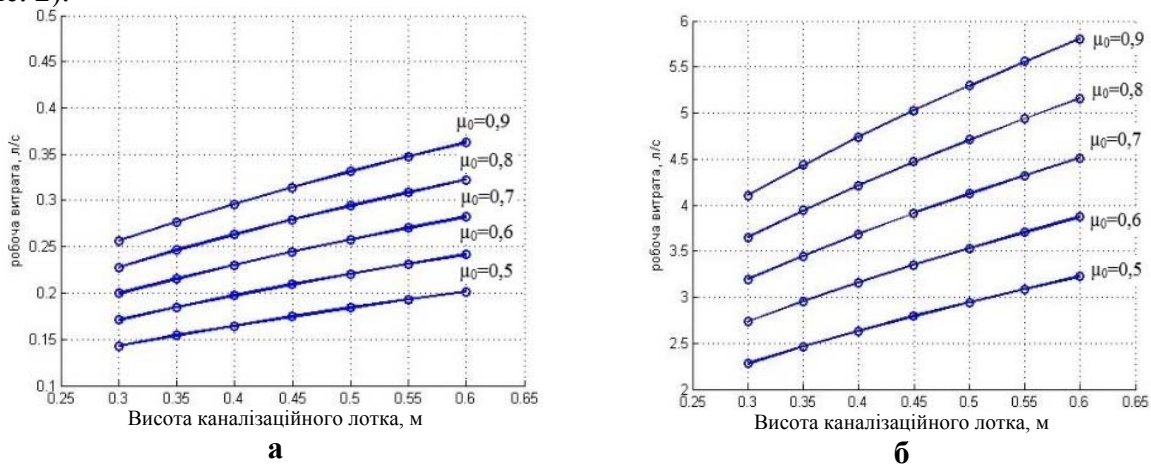 с. 2).
0.5
0.45
0.4
0.35
0.3
0.25
0.2
0.15
0.1
робоча витрата, л/с
μ₀=0,9
μ₀=0,8
μ₀=0,7
μ₀=0,6
μ₀=0,5
0.25 0.3 0.35 0.4 0.45 0.5 0.55 0.6 0.65
Висота каналізаційного лотка, м
а
6
5.5
5
4.5
4
3.5
3
2.5
2
робоча витрата, л/с
μ₀=0,9
μ₀=0,8
μ₀=0,7
μ₀=0,6
μ₀=0,5
0.25 0.3 0.35 0.4 0.45 0.5 0.55 0.6 0.65
Висота каналізаційного лотка, м
б